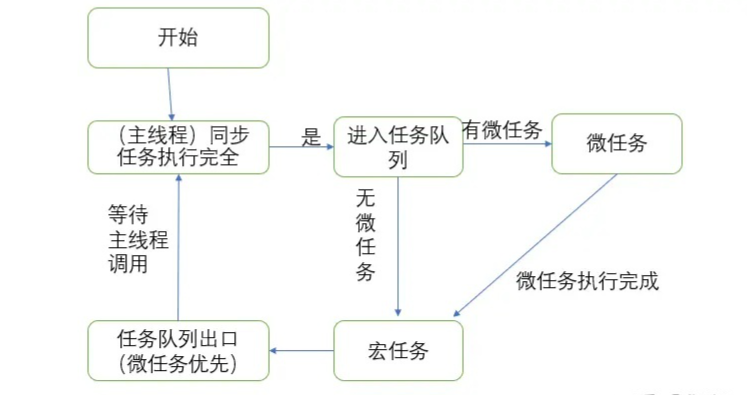 开始
（主线程）同步
任务执行完全
是
进入任务队
列
有微任务
微任务
等待
主线程
调用
无
微
任
务
微任务执行完成
任务队列出口
（微任务优先）
宏任务